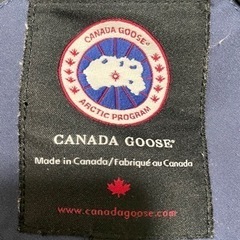 CANADA GOOSE
ARCTIC PROGRAM
CANADA GOOSE®
Made in Canada/Fabriqué au Canada
www.canadagoose.com